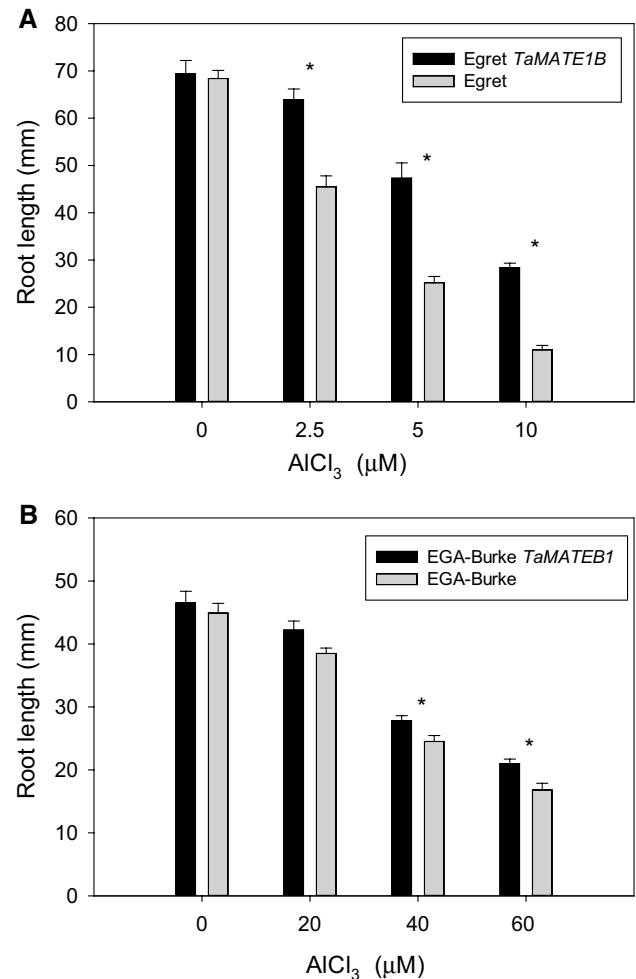 A
80
70
60
50
40
30
20
10
0
Root length (mm)
Egret TaMATE1B
Egret
*
*
*
0 2.5 5 10
AlCl3 (μM)
B
60
50
40
30
20
10
0
Root length (mm)
EGA-Burke TaMATEB1
EGA-Burke
*
*
0 20 40 60
AlCl3 (μM)